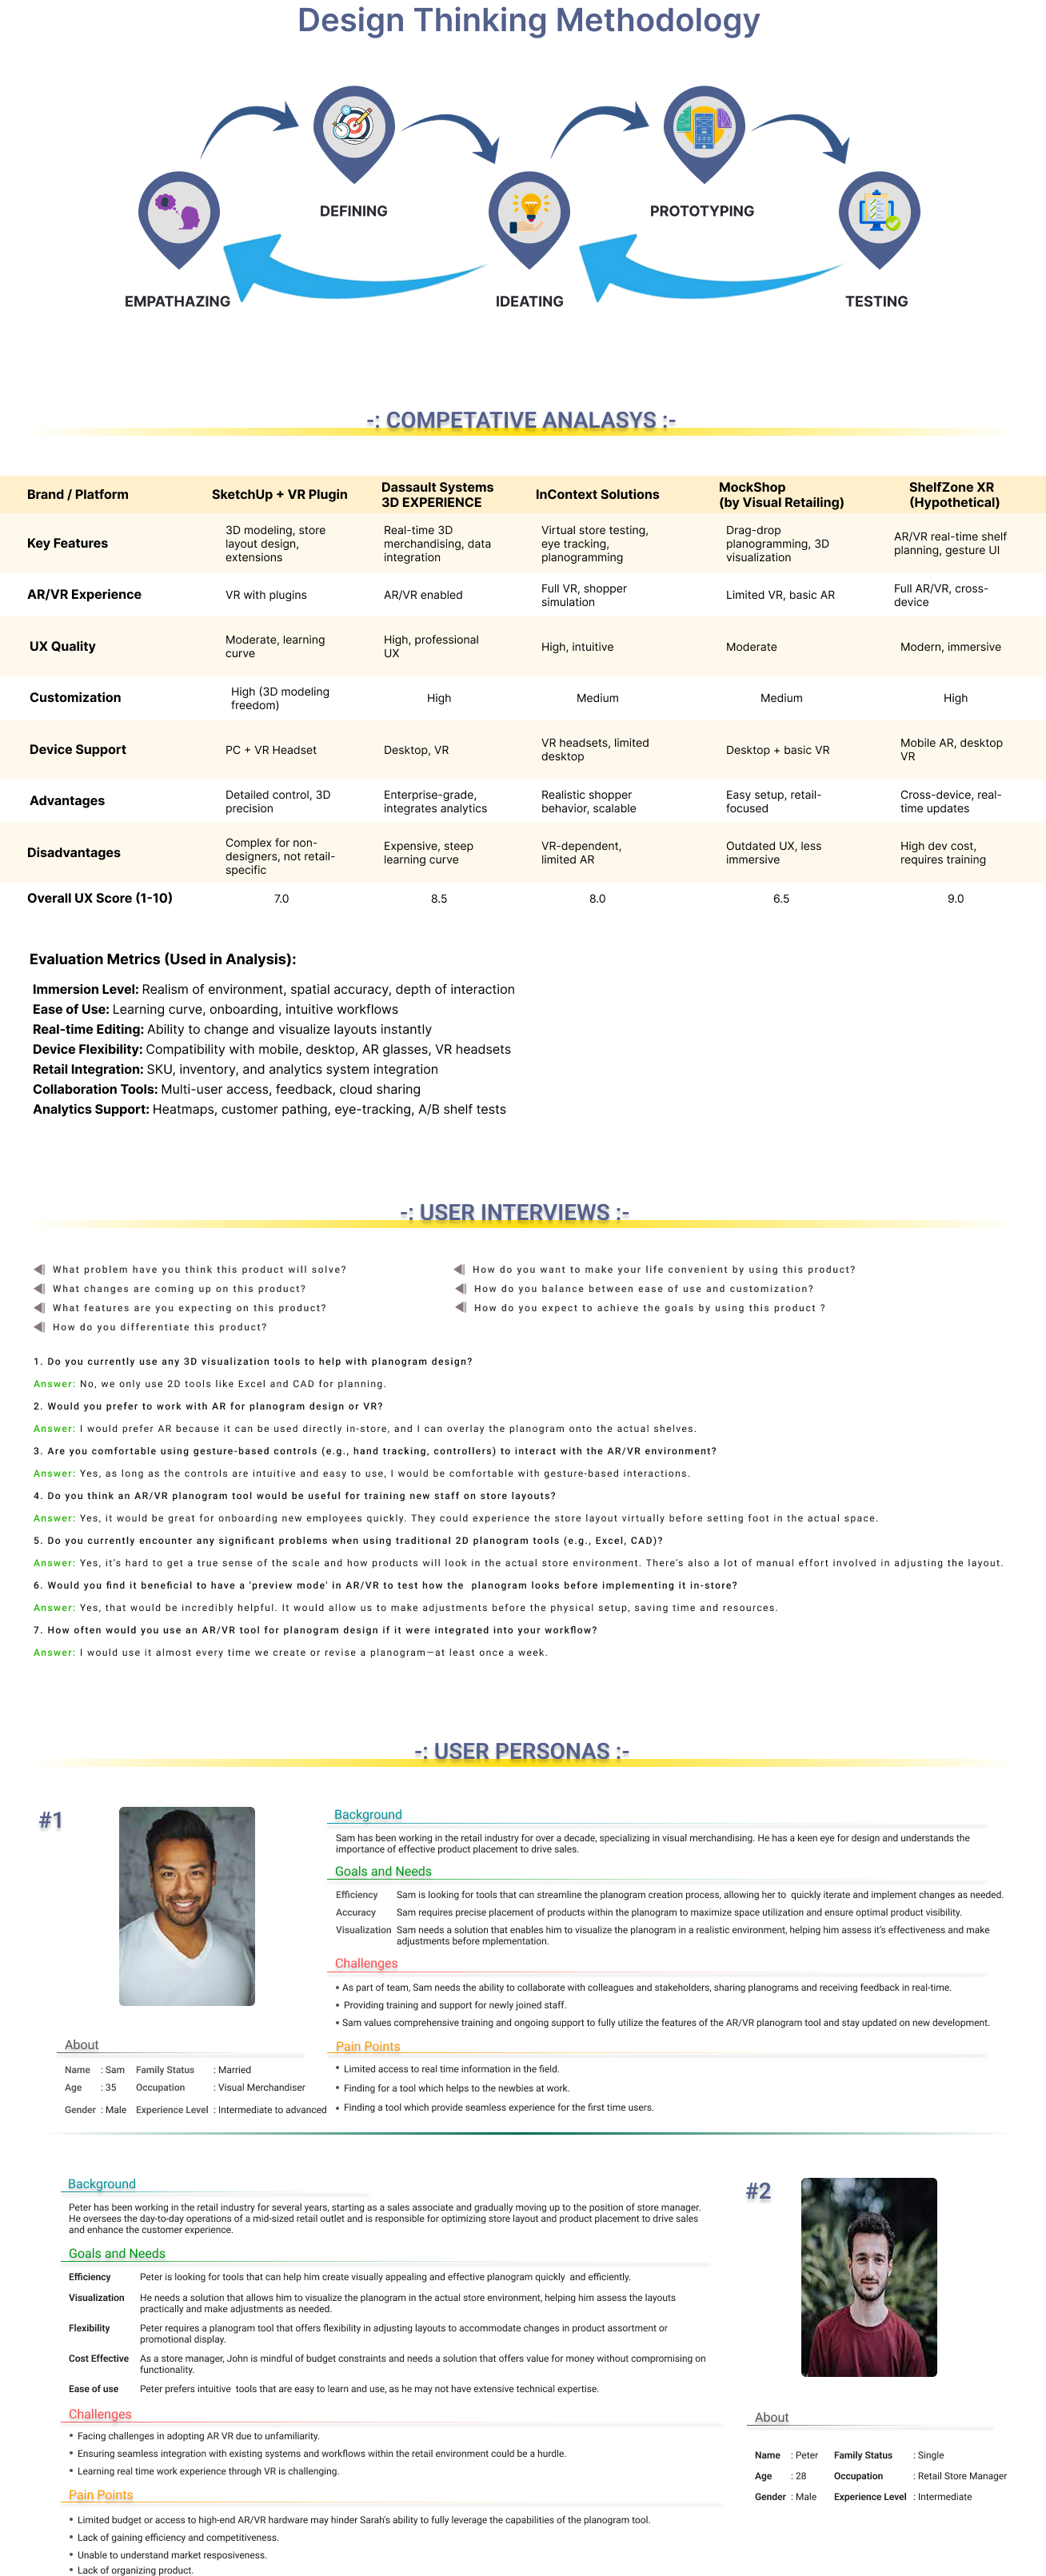 Design Thinking Methodology
DEFINING
PROTOTYPING
EMPATHAZING
IDEATING
TESTING
-: COMPETATIVE ANALASYS :-
Brand / Platform
SketchUp + VR Plugin
Dassault Systems
3D EXPERIENCE
InContext Solutions
MockShop
(by Visual Retailing)
ShelfZone XR
(Hypothetical)
Key Features
3D modeling, store
layout design,
extensions
Real-time 3D
merchandising, data
integration
Virtual store testing,
eye tracking,
planogramming
Drag-drop
planogramming, 3D
visualization
AR/VR real-time shelf
planning, gesture UI
AR/VR Experience
VR with plugins
AR/VR enabled
Full VR, shopper
simulation
Limited VR, basic AR
Full AR/VR, cross-
device
UX Quality
Moderate, learning
curve
High, professional
UX
High, intuitive
Moderate
Modern, immersive
Customization
High (3D modeling
freedom)
High
Medium
Medium
High
Device Support
PC + VR Headset
Desktop, VR
VR headsets, limited
desktop
Desktop + basic VR
Mobile AR, desktop
VR
Advantages
Detailed control, 3D
precision
Enterprise-grade,
integrates analytics
Realistic shopper
behavior, scalable
Easy setup, retail-
focused
Cross-device, real-
time updates
Disadvantages
Complex for non-
designers, not retail-
specific
Expensive, steep
learning curve
VR-dependent,
limited AR
Outdated UX, less
immersive
High dev cost,
requires training
Overall UX Score (1-10)
7.0
8.5
8.0
6.5
9.0
Evaluation Metrics (Used in Analysis):
Immersion Level: Realism of environment, spatial accuracy, depth of interaction
Ease of Use: Learning curve, onboarding, intuitive workflows
Real-time Editing: Ability to change and visualize layouts instantly
Device Flexibility: Compatibility with mobile, desktop, AR glasses, VR headsets
Retail Integration: SKU, inventory, and analytics system integration
Collaboration Tools: Multi-user access, feedback, cloud sharing
Analytics Support: Heatmaps, customer pathing, eye-tracking, A/B shelf tests
-: USER INTERVIEWS :-
What problem have you think this product will solve?
What changes are coming up on this product?
What features are you expecting on this product?
How do you differentiate this product?
How do you want to make your life convenient by using this product?
How do you balance between ease of use and customization?
How do you expect to achieve the goals by using this product ?
1. Do you currently use any 3D visualization tools to help with planogram design?
Answer: No, we only use 2D tools like Excel and CAD for planning.
2. Would you prefer to work with AR for planogram design or VR?
Answer: I would prefer AR because it can be used directly in-store, and I can overlay the planogram onto the actual shelves.
3. Are you comfortable using gesture-based controls (e.g., hand tracking, controllers) to interact with the AR/VR environment?
Answer: Yes, as long as the controls are intuitive and easy to use, I would be comfortable with gesture-based interactions.
4. Do you think an AR/VR planogram tool would be useful for training new staff on store layouts?
Answer: Yes, it would be great for onboarding new employees quickly. They could experience the store layout virtually before setting foot in the actual space.
5. Do you currently encounter any significant problems when using traditional 2D planogram tools (e.g., Excel, CAD)?
Answer: Yes, it's hard to get a true sense of the scale and how products will look in the actual store environment. There's also a lot of manual effort involved in adjusting the layout.
6. Would you find it beneficial to have a 'preview mode' in AR/VR to test how the planogram looks before implementing it in-store?
Answer: Yes, that would be incredibly helpful. It would allow us to make adjustments before the physical setup, saving time and resources.
7. How often would you use an AR/VR tool for planogram design if it were integrated into your workflow?
Answer: I would use it almost every time we create or revise a planogram—at least once a week.
-: USER PERSONAS :-
#1
Background
Sam has been working in the retail industry for over a decade, specializing in visual merchandising. He has a keen eye for design and understands the
importance of effective product placement to drive sales.
Goals and Needs
Efficiency Sam is looking for tools that can streamline the planogram creation process, allowing her to quickly iterate and implement changes as needed.
Accuracy Sam requires precise placement of products within the planogram to maximize space utilization and ensure optimal product visibility.
Visualization Sam needs a solution that enables him to visualize the planogram in a realistic environment, helping him assess it's effectiveness and make
adjustments before mplementation.
Challenges
• As part of team, Sam needs the ability to collaborate with colleagues and stakeholders, sharing planograms and receiving feedback in real-time.
• Providing training and support for newly joined staff.
• Sam values comprehensive training and ongoing support to fully utilize the features of the AR/VR planogram tool and stay updated on new development.
Pain Points
• Limited access to real time information in the field.
• Finding for a tool which helps to the newbies at work.
• Finding a tool which provide seamless experience for the first time users.
About
Name : Sam Family Status : Married
Age : 35 Occupation : Visual Merchandiser
Gender : Male Experience Level : Intermediate to advanced
Background
Peter has been working in the retail industry for several years, starting as a sales associate and gradually moving up to the position of store manager.
He oversees the day-to-day operations of a mid-sized retail outlet and is responsible for optimizing store layout and product placement to drive sales
and enhance the customer experience.
Goals and Needs
Efficiency Peter is looking for tools that can help him create visually appealing and effective planogram quickly and efficiently.
Visualization He needs a solution that allows him to visualize the planogram in the actual store environment, helping him assess the layouts
practically and make adjustments as needed.
Flexibility Peter requires a planogram tool that offers flexibility in adjusting layouts to accommodate changes in product assortment or
promotional display.
Cost Effective As a store manager, John is mindful of budget constraints and needs a solution that offers value for money without compromising on
functionality.
Ease of use Peter prefers intuitive tools that are easy to learn and use, as he may not have extensive technical expertise.
Challenges
• Facing challenges in adopting AR VR due to unfamiliarity.
• Ensuring seamless integration with existing systems and workflows within the retail environment could be a hurdle.
• Learning real time work experience through VR is challenging.
Pain Points
• Limited budget or access to high-end AR/VR hardware may hinder Sarah's ability to fully leverage the capabilities of the planogram tool.
• Lack of gaining efficiency and competitiveness.
• Unable to understand market resposiveness.
• Lack of organizing product.
#2
About
Name : Peter Family Status : Single
Age : 28 Occupation : Retail Store Manager
Gender : Male Experience Level : Intermediate